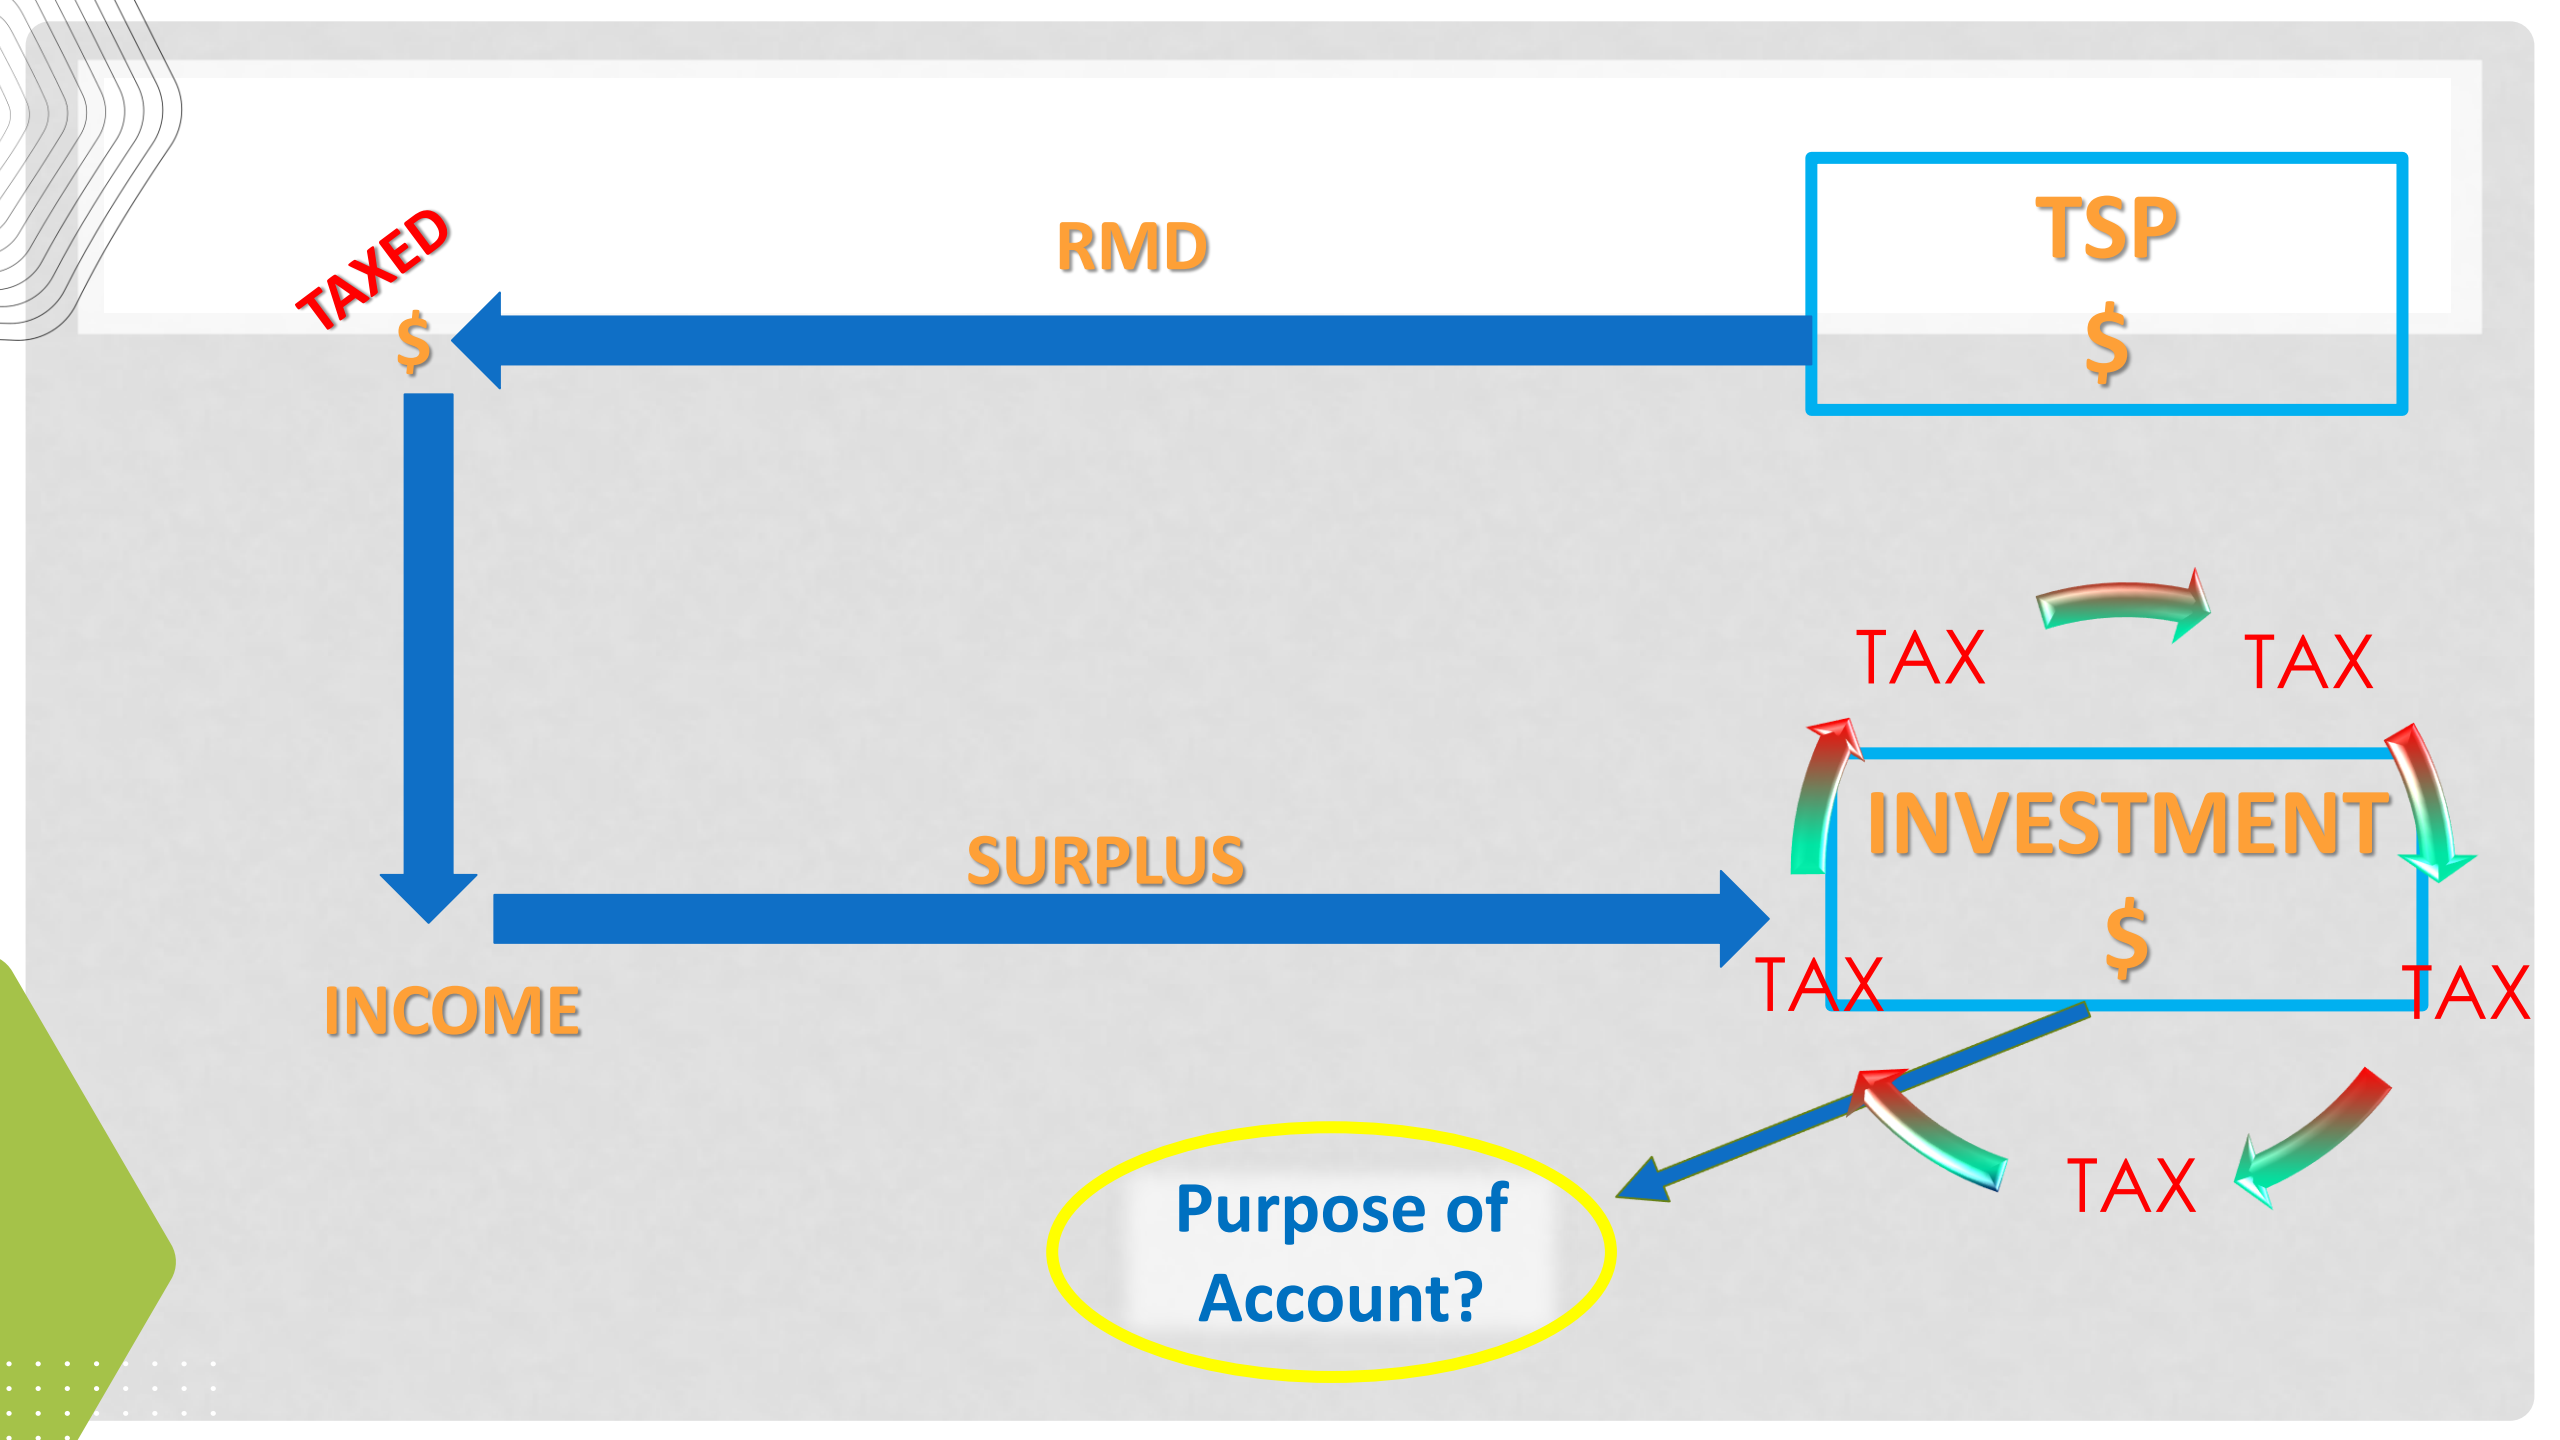 TSP
$
RMD
TAXED
$
TAX
TAX
INVESTMENT
$
SURPLUS
TAX
TAX
INCOME
TAX
Purpose of
Account?